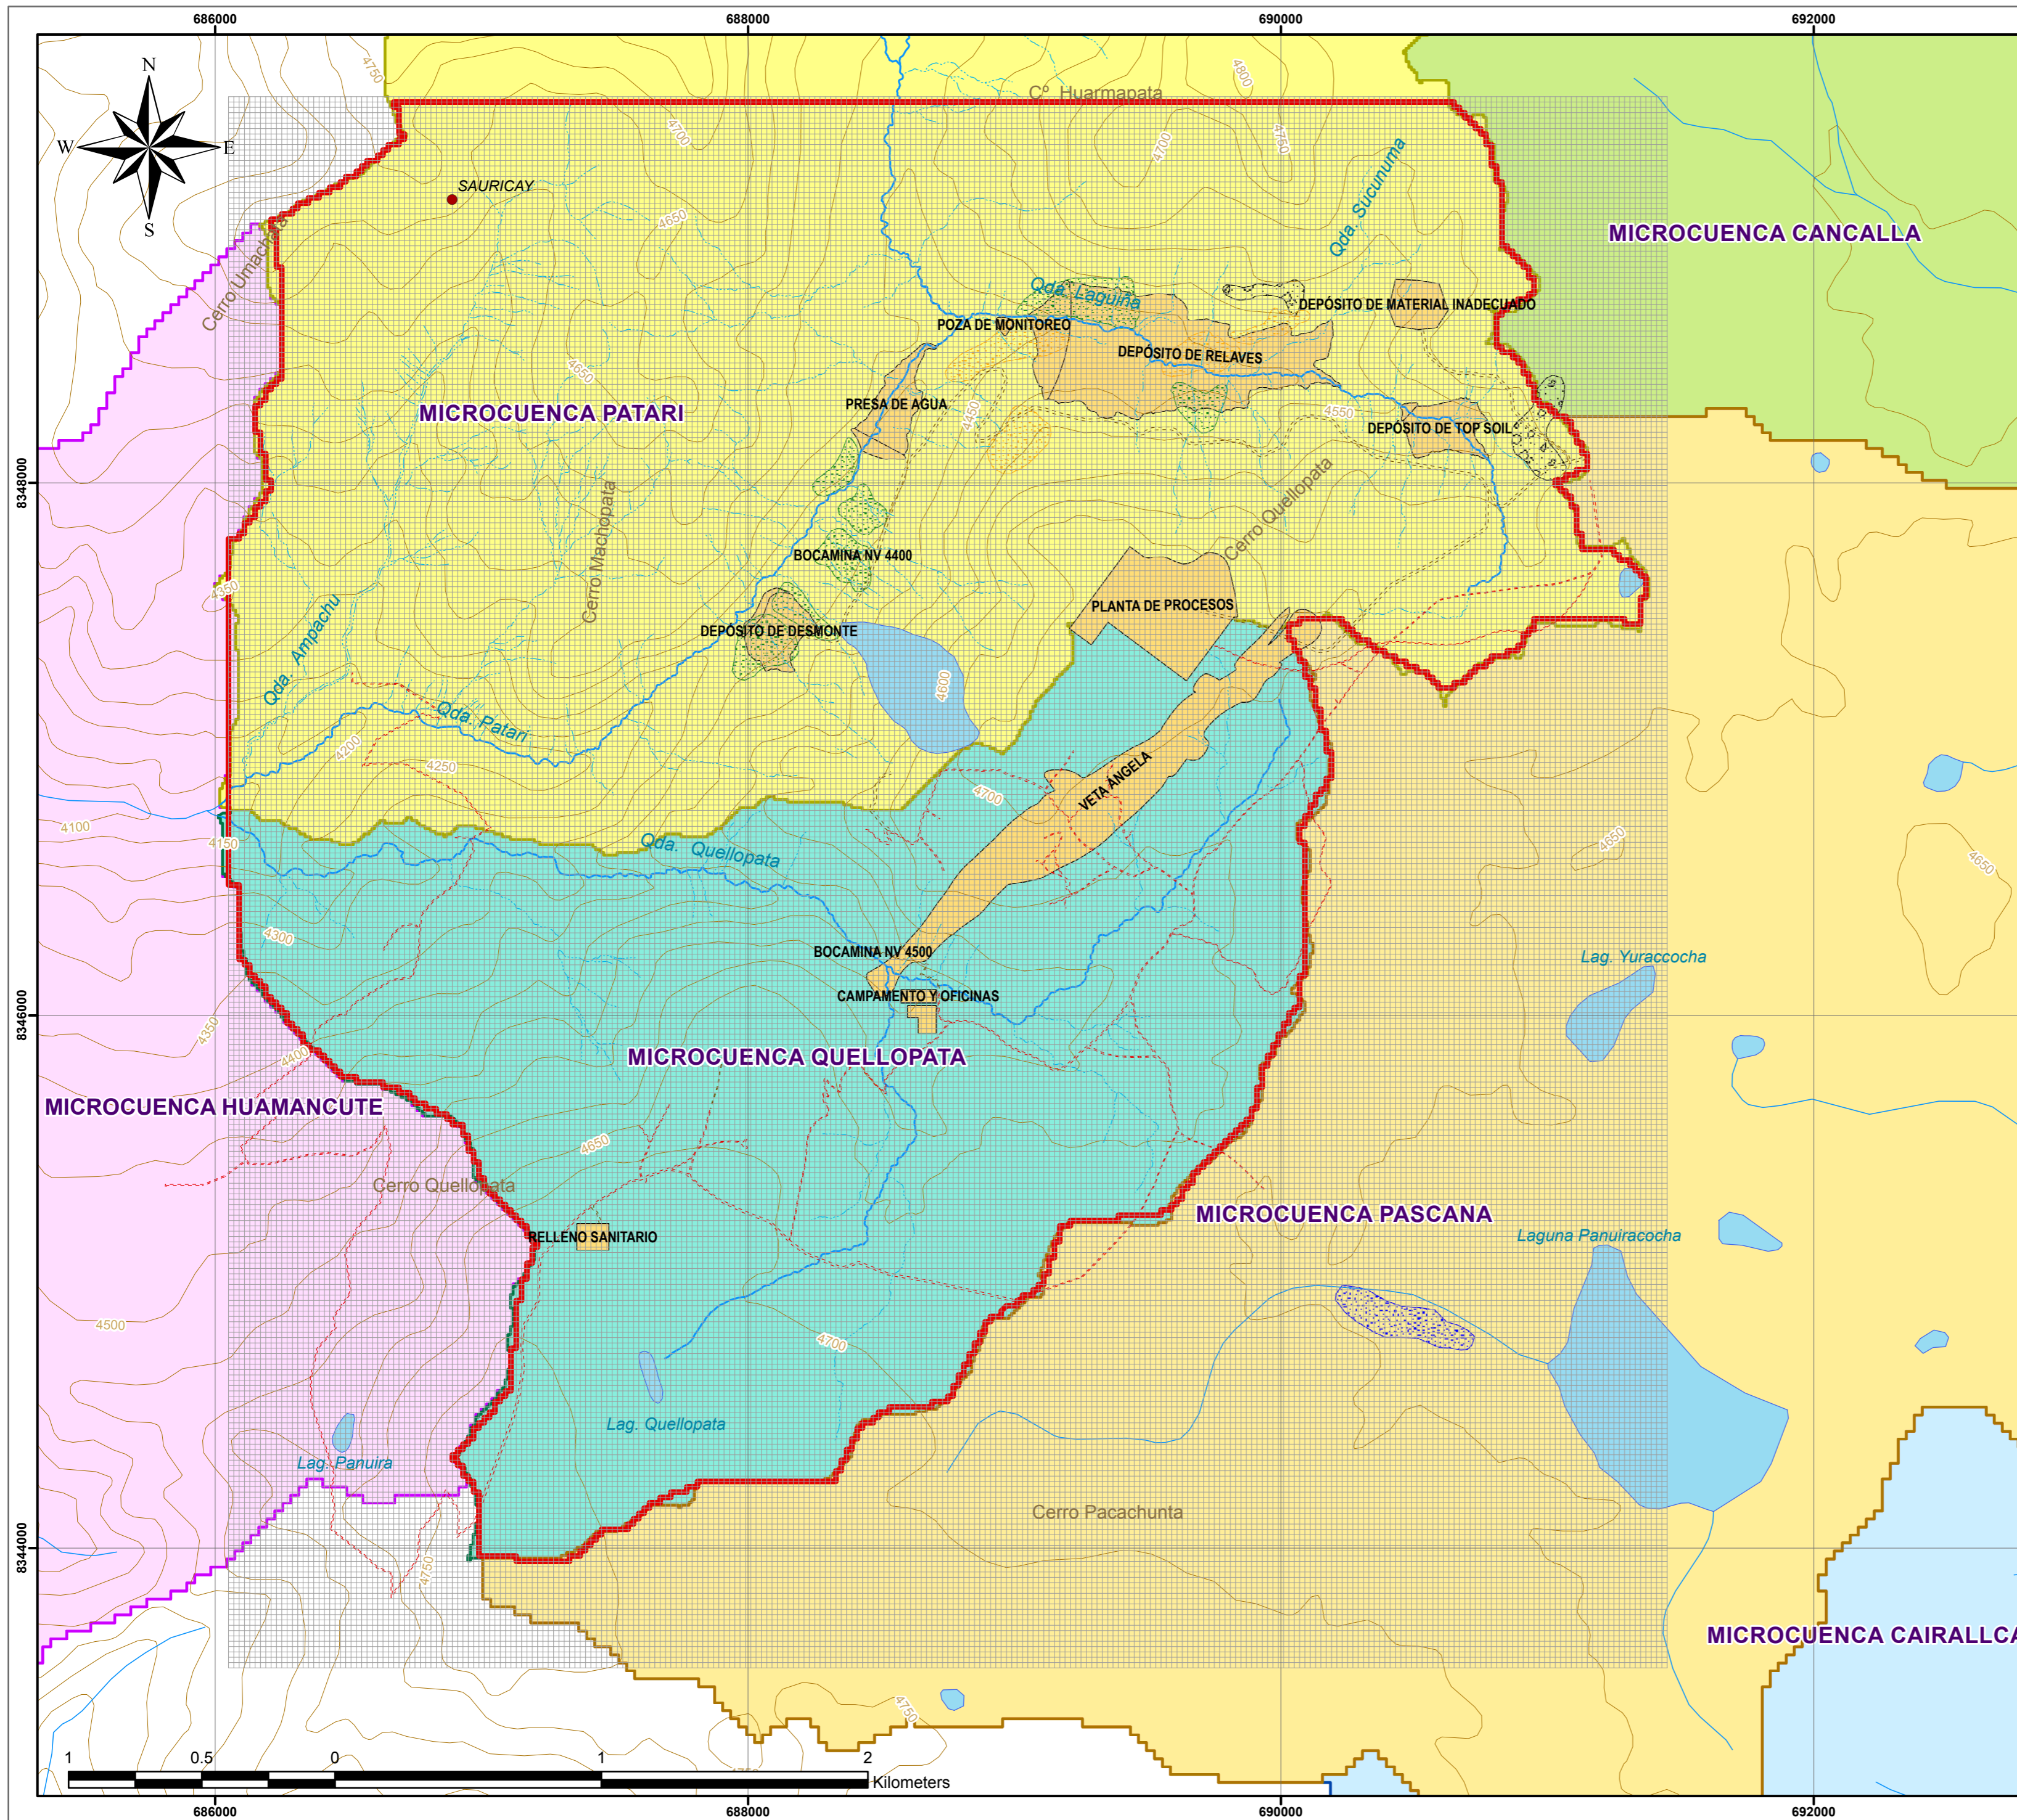 686000
688000
690000
692000
N
W
E
S
4750
4800
Cº Huarmapata
4700
4700
4750
Qda. Sucunuma
SAURICAY
4650
MICROCUENCA CANCALLA
Cerro Umachata
Qda. Laguiña
DEPÓSITO DE MATERIAL INADECUADO
POZA DE MONITOREO
DEPÓSITO DE RELAVES
4650
MICROCUENCA PATARI
PRESA DE AGUA
4450
4550
DEPÓSITO DE TOP SOIL
8348000
Cerro Quellopata
Cerro Machopata
BOCAMINA NV 4400
4350
PLANTA DE PROCESOS
Qda. Ampachu
DEPÓSITO DE DESMONTE
4600
Qda. Patari
4200
4250
VETA ÁNGELA
4700
4100
4150
Qda. Quellopata
4650
4650
4300
BOCAMINA NV 4500
Lag. Yuraccocha
CAMPAMENTO Y OFICINAS
8346000
4350
4400
MICROCUENCA QUELLOPATA
MICROCUENCA HUAMANCUTE
4650
Cerro Quellopata
MICROCUENCA PASCANA
RELLENO SANITARIO
Laguna Panuiracocha
4500
4700
Lag. Quellopata
Lag. Panuira
Cerro Pacachunta
8344000
4750
MICROCUENCA CAIRALLCA
4750
1
0.5
0
1
2
4750
Kilometers
686000
688000
690000
692000